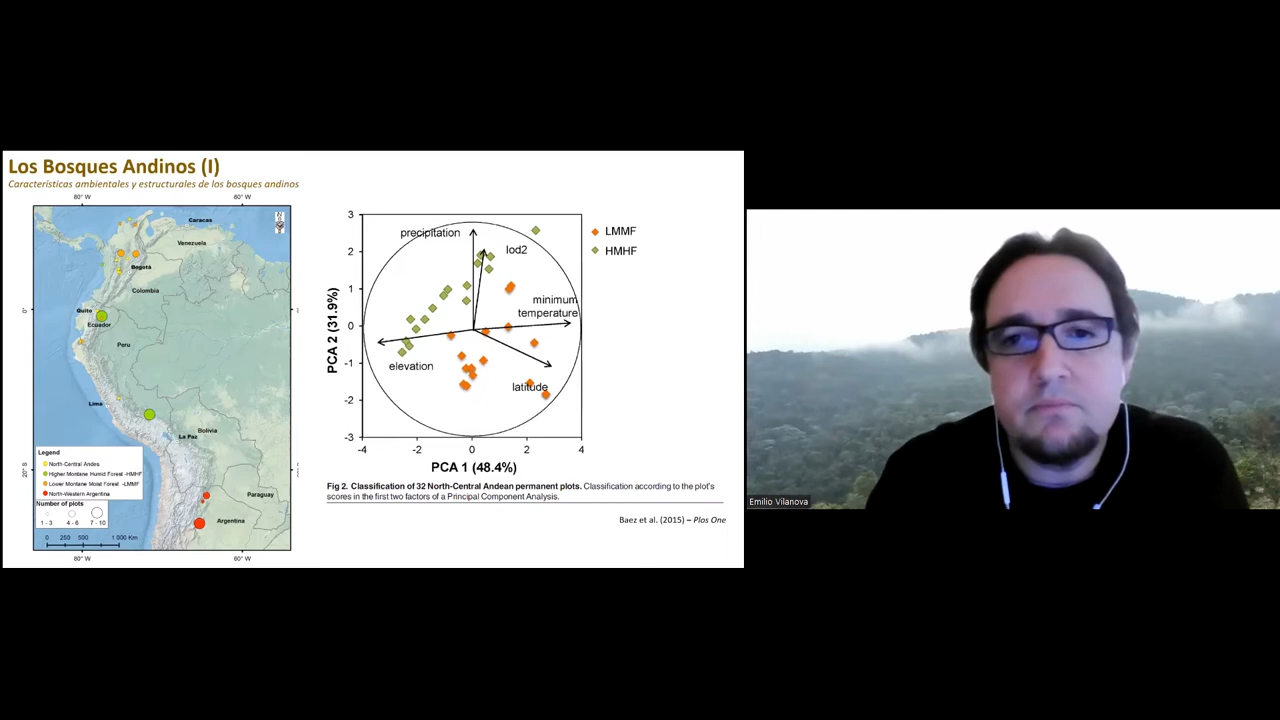 Los Bosques Andinos (I)
Características ambientales y estructurales de los bosques andinos
80° W
60° W
Caracas
Venezuela
Bogotá
Colombia
0°
Quito
Ecuador
Peru
Lima
Bolivia
La Paz
20° S
Paraguay
Argentina
Legend
North-Central Andes
Higher Montane Humid Forest -HMHF
Lower Montane Moist Forest -LMMF
North-Western Argentina
Number of plots
1 - 3 4 - 6 7 - 10
0 250 500 1 000 Km
80° W
60° W
3
2
1
0
-1
-2
-3
-4 -2 0 2 4
PCA 2 (31.9%)
PCA 1 (48.4%)
precipitation
lod2
minimum
temperature
elevation
latitude
LMMF
HMHF
Fig 2. Classification of 32 North-Central Andean permanent plots. Classification according to the plot's
scores in the first two factors of a Principal Component Analysis.
Baez et al. (2015) – Plos One
Emilio Vilanova